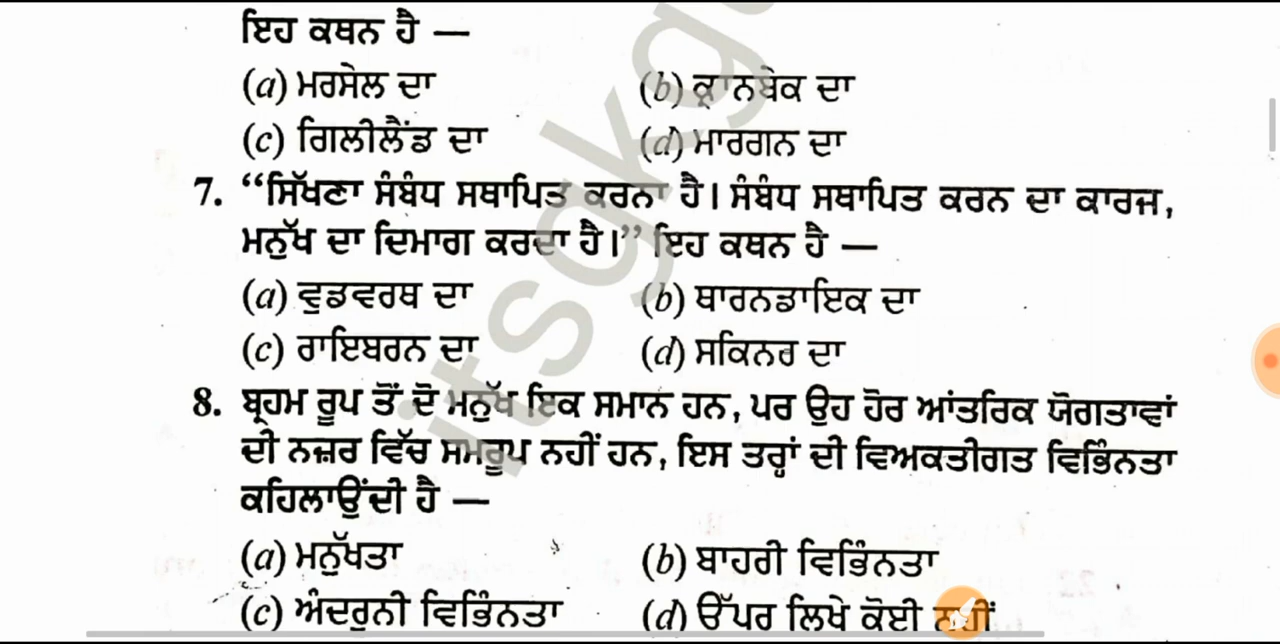 ਇਹ ਕਥਨ ਹੈ —
(a) ਮਰਸੇਲ ਦਾ (b) ਕ੍ਰਾਨਬੇਕ ਦਾ
(c) ਗਿਲੀਲੈਂਡ ਦਾ (d) ਮਾਰਗਨ ਦਾ
7. “ਸਿੱਖਣਾ ਸੰਬੰਧ ਸਥਾਪਿਤ ਕਰਨਾ ਹੈ। ਸੰਬੰਧ ਸਥਾਪਿਤ ਕਰਨ ਦਾ ਕਾਰਜ,
ਮਨੁੱਖ ਦਾ ਦਿਮਾਗ ਕਰਦਾ ਹੈ।” ਇਹ ਕਥਨ ਹੈ —
(a) ਵੁਡਵਰਥ ਦਾ (b) ਥਾਰਨਡਾਇਕ ਦਾ
(c) ਰਾਇਬਰਨ ਦਾ (d) ਸਕਿਨਰ ਦਾ
8. ਬ੍ਰਹਮ ਰੂਪ ਤੋਂ ਦੋ ਮਨੁੱਖ ਇਕ ਸਮਾਨ ਹਨ, ਪਰ ਉਹ ਹੋਰ ਆਂਤਰਿਕ ਯੋਗਤਾਵਾਂ
ਦੀ ਨਜ਼ਰ ਵਿੱਚ ਸਮਰੂਪ ਨਹੀਂ ਹਨ, ਇਸ ਤਰ੍ਹਾਂ ਦੀ ਵਿਅਕਤੀਗਤ ਵਿਭਿੰਨਤਾ
ਕਹਿਲਾਉਂਦੀ ਹੈ —
(a) ਮਨੁੱਖਤਾ (b) ਬਾਹਰੀ ਵਿਭਿੰਨਤਾ
(c) ਅੰਦਰੁਨੀ ਵਿਭਿੰਨਤਾ (d) ਉੱਪਰ ਲਿਖੇ ਕੋਈ ਨਹੀਂ